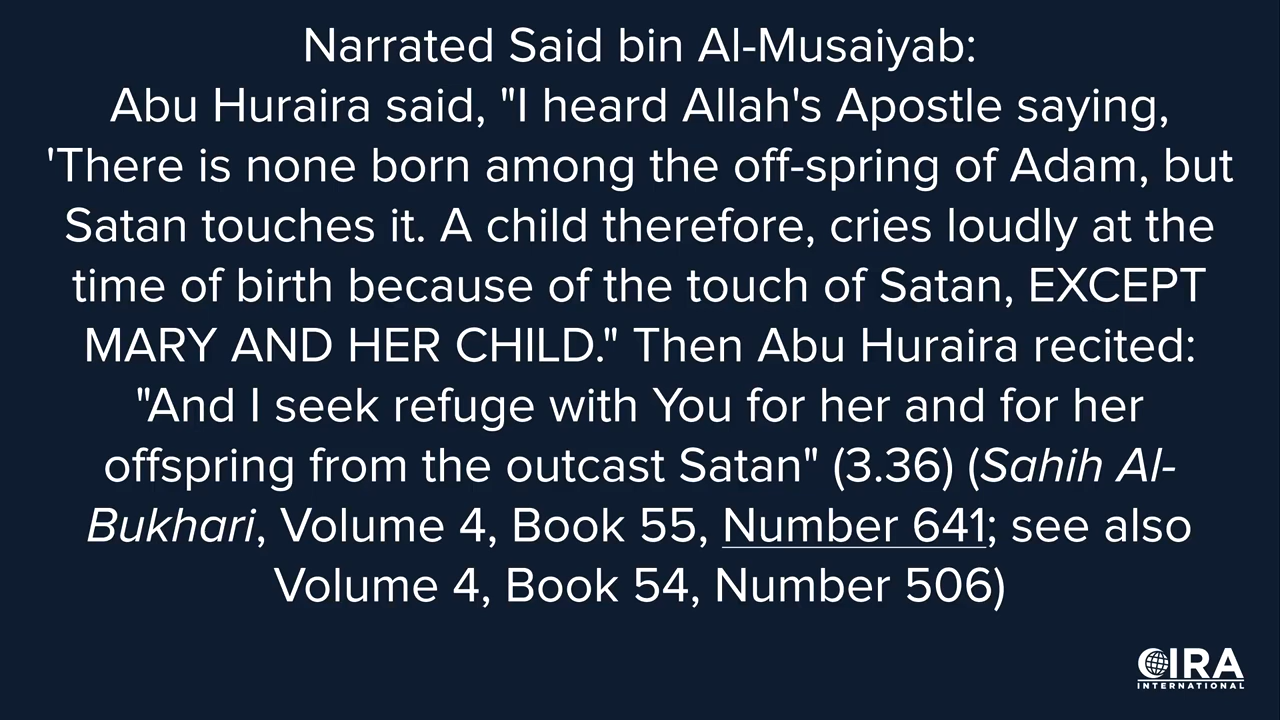 Narrated Said bin Al-Musaiyab:
Abu Huraira said, "I heard Allah's Apostle saying,
'There is none born among the off-spring of Adam, but
Satan touches it. A child therefore, cries loudly at the
time of birth because of the touch of Satan, EXCEPT
MARY AND HER CHILD." Then Abu Huraira recited:
"And I seek refuge with You for her and for her
offspring from the outcast Satan" (3.36) (Sahih Al-
Bukhari, Volume 4, Book 55, Number 641; see also
Volume 4, Book 54, Number 506)
CIRA
INTERNATIONAL